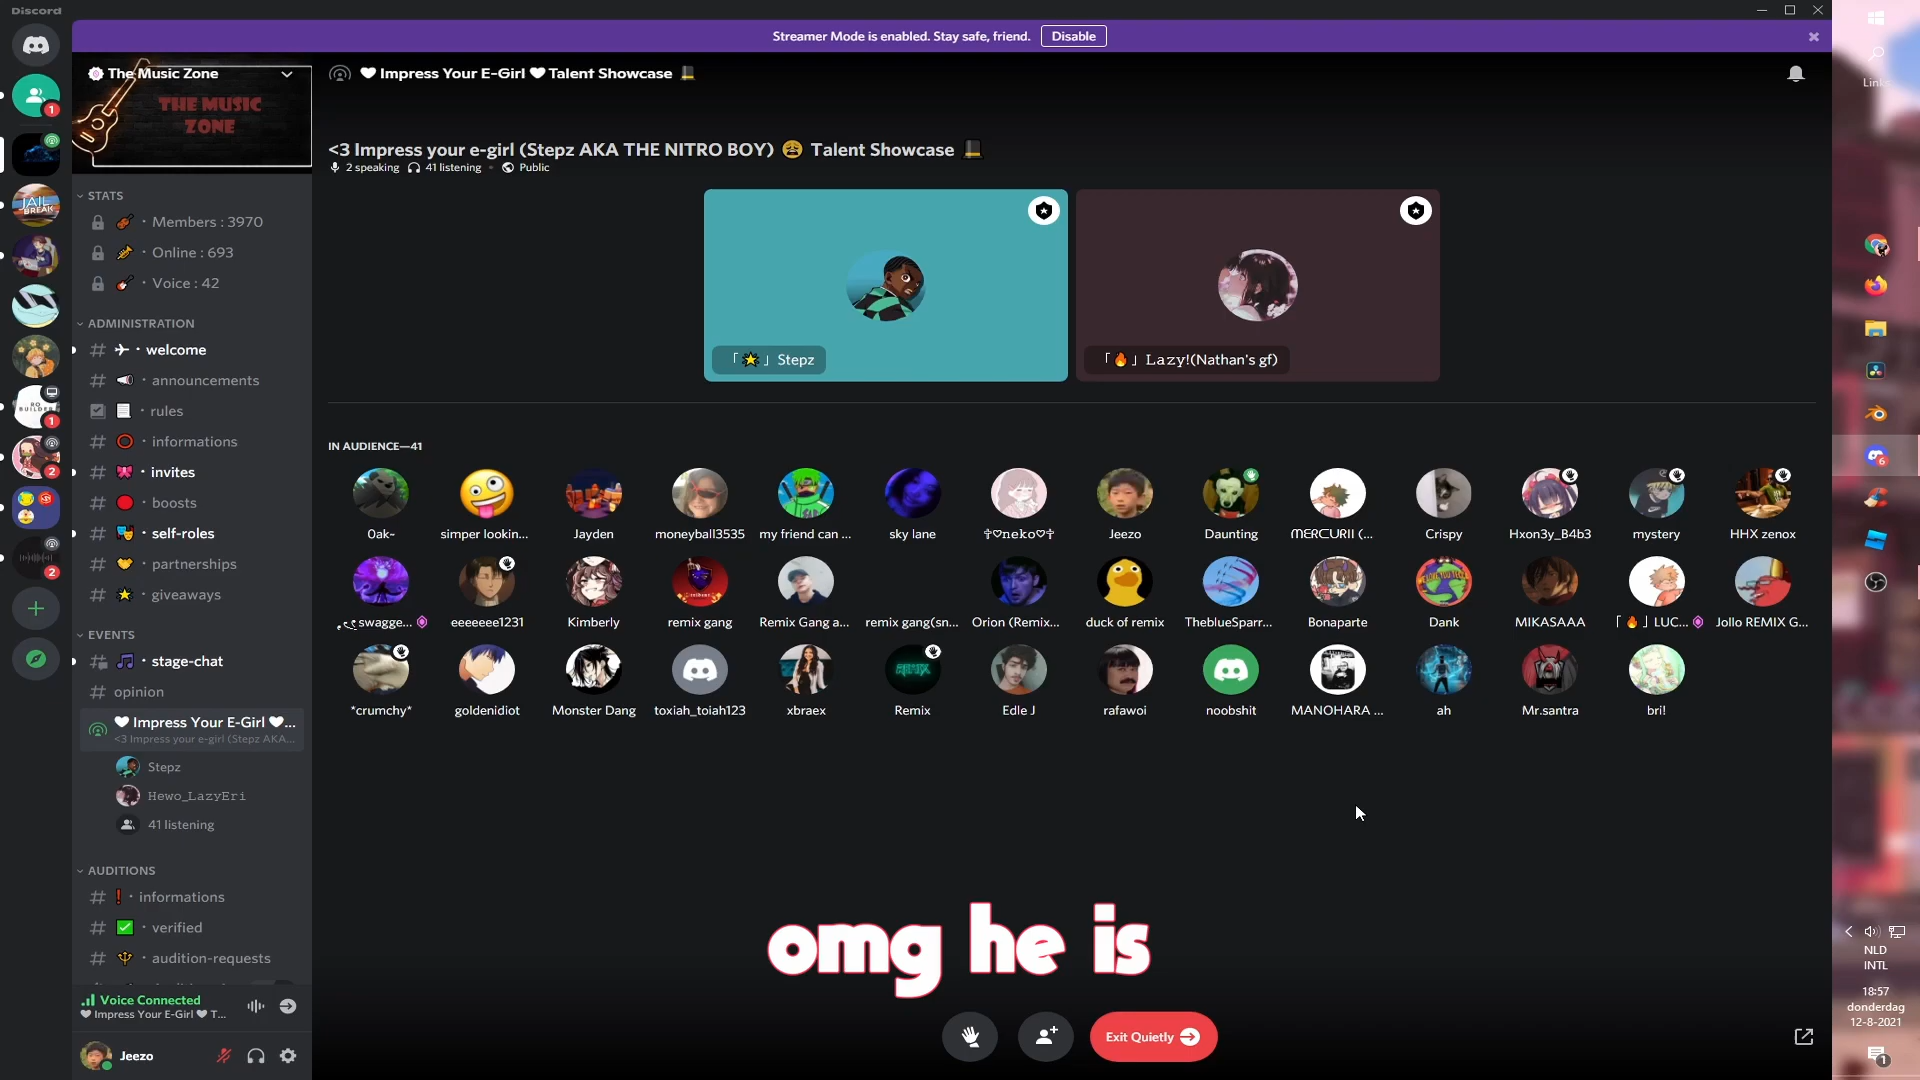 Discord
Streamer Mode is enabled. Stay safe, friend.
Disable
The Music Zone
THE MUSIC
ZONE
Impress Your E-Girl ♥ Talent Showcase
Links
<3 Impress your e-girl (Stepz AKA THE NITRO BOY) 😩 Talent Showcase
2 speaking 41 listening • Public
「🌟」 Stepz
「🔥」 Lazy!(Nathan's gf)
STATS
Members : 3970
Online : 693
Voice : 42
ADMINISTRATION
welcome
announcements
rules
informations
invites
boosts
self-roles
partnerships
giveaways
EVENTS
stage-chat
opinion
Impress Your E-Girl ♥...
<3 Impress your e-girl (Stepz AKA...
Stepz
Hewo_LazyEri
41 listening
AUDITIONS
informations
verified
audition-requests
Voice Connected
♥ Impress Your E-Girl ♥ T...
Jeezo
IN AUDIENCE—41
0ak- simper lookin... Jayden moneyball3535 my friend can ... sky lane ✞♡neko♡✞ Jeezo Daunting MERCURII (... Crispy Hxon3y_B4b3 mystery HHX zenox
swagge... eeeeeee1231 Kimberly remix gang Remix Gang a... remix gang(sn... Orion (Remix... duck of remix TheblueSparr... Bonaparte Dank MIKASAAA 「🔥」LUC... Jollo REMIX G...
*crumchy* goldenidiot Monster Dang toxiah_toiah123 xbraex Remix Edle J rafawoi noobshit MANOHARA ... ah Mr.santra bri!
omg he is
Exit Quietly
NLD
INTL
18:57
donderdag
12-8-2021